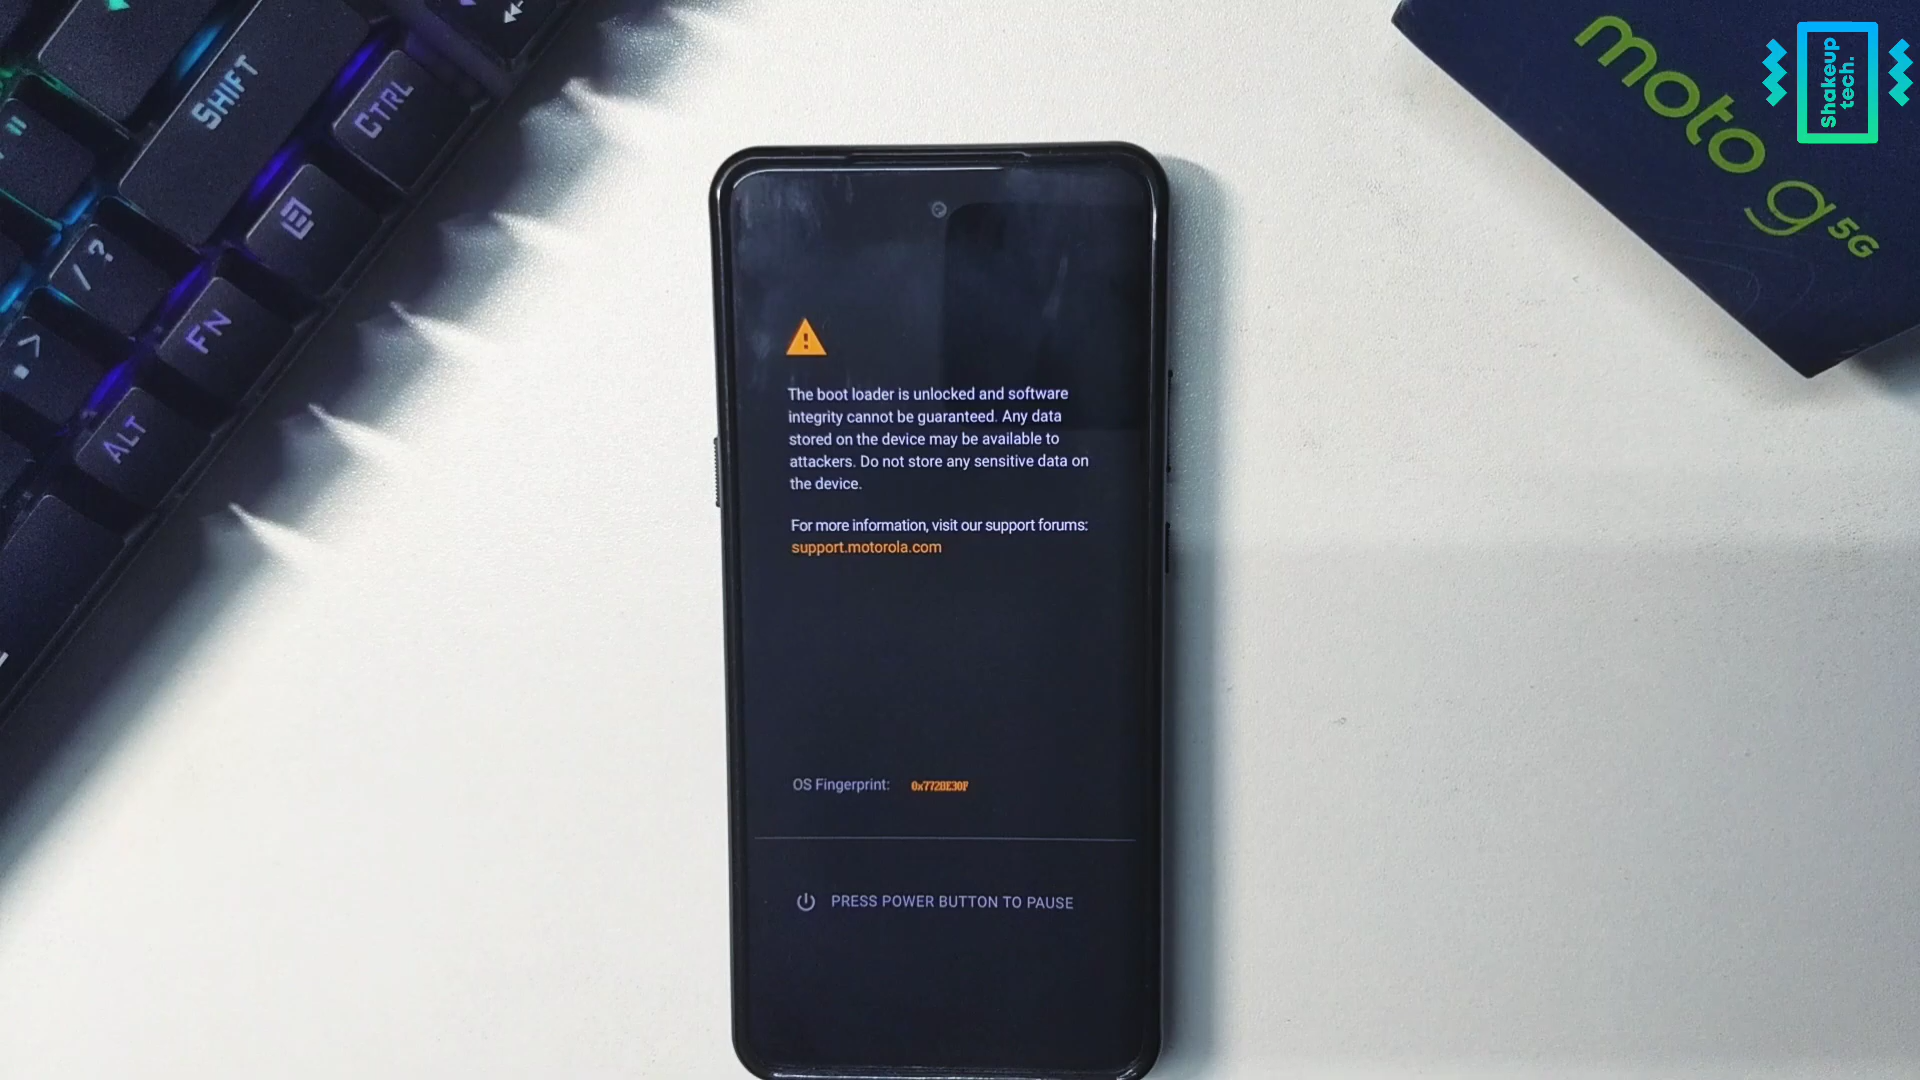 SHIFT
CTRL
/ ?
FN
. >
ALT
moto g 5G
Shakeup
tech.
The boot loader is unlocked and software
integrity cannot be guaranteed. Any data
stored on the device may be available to
attackers. Do not store any sensitive data on
the device.
For more information, visit our support forums:
support.motorola.com
OS Fingerprint:
PRESS POWER BUTTON TO PAUSE